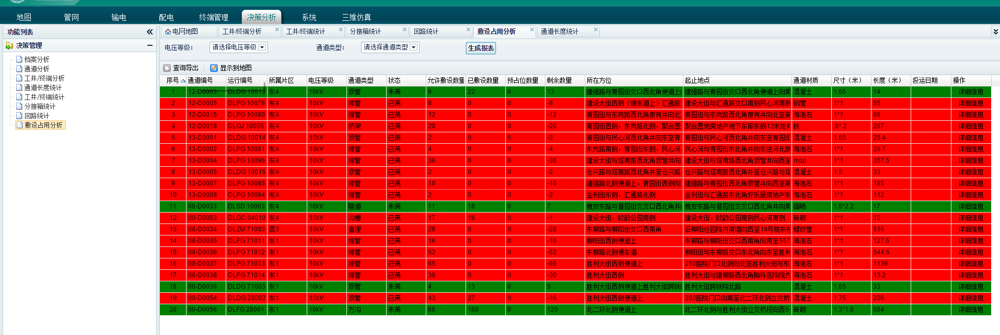 地图 管网 输电 配电 终端管理 决策分析 系统 三维仿真
功能列表
决策管理
档案分析
通道分析
工井/终端分析
通道长度统计
工井/终端统计
分接箱统计
回路统计
敷设占用分析
电网地图 工井/终端分析 工井/终端统计 分接箱统计 回路统计 敷设占用分析 通道长度统计
电压等级： 请选择电压等级 通道类型： 请选择通道类型 生成报表
查询导出 显示到地图
序号 通道编号 运行编号 所属片区 电压等级 通道类型 状态 允许敷设数量 已敷设数量 预占位数量 剩余数量 所在方位 起止地点 通道材质 尺寸（米） 长度（米） 投运日期 操作
1 12-D0003 DLDG 10013 东4 10kV 顶管 未满 9 22 0 13 建强路与青园街交口西北角便道上 建强路与青园街交口西北角便道上向南 混凝土 1.65 14 详细信息
2 12-D0005 DLPG 10076 东4 10kV 排管 已满 8 0 0 -8 建设大街西侧（慢车道上）汇通路 建设大街与汇通路交口南侧民心河南侧 钢管 1*1 55 详细信息
3 12-D0015 DLPG 10080 东4 10kV 排管 已满 12 0 0 -12 青园街与东岗路西北角原有井向北 青园街与东岗路西北角原有井向北至第 海泡石 1*1 86 详细信息
4 12-D0018 DLQJ 10005 东4 10kV 桥架 已满 20 0 0 -20 青园街西侧，东岗路北侧，聚合置 聚合置地房地产地下车库东侧12米处 铁 6*.2 267 详细信息
5 13-D0001 DLDG 10014 东4 10kV 顶管 已满 2 0 0 -2 青园街与民心河西北角井向东至青 青园街与民心河西北角井向东至青园街 混凝土 1.65 28.4 详细信息
6 13-D0002 DLPG 10081 东4 10kV 排管 已满 4 0 0 -4 东岗路南侧，青园街东侧，民心河 民心河与青园街东北角井向东进河北 海泡石 1*1 29.7 详细信息
7 13-D0004 DLPG 10096 东4 10kV 排管 已满 36 0 0 -36 建设大街与塔南路西北角顶管井向 建设大街与塔南路西北角顶管井向西至 mpp 1*1 357.5 详细信息
8 13-D0005 DLDG 10015 东4 10kV 顶管 已满 2 0 0 -2 仓兴路与塔南路西北角井至仓兴路 仓兴路与塔南路西北角井至仓兴路与塔 混凝土 1.8 33 详细信息
9 13-D0007 DLPG 10085 东4 10kV 排管 已满 10 0 0 -10 建强路北侧便道上，青园街西侧向 建强路与青园街西北角顶管井向西至第 海泡石 1*1 185 详细信息
10 13-D0008 DLPG 10094 东4 10kV 排管 已满 2 0 0 -2 金利街东侧，汇通路北侧 金利街与汇通路东北角好乐居房地产东 海泡石 1*1 112 详细信息
11 08-D0033 DLSD 10003 东4 10kV 隧道 未满 11 18 0 7 槐安东路与普园街交叉口西北角井 槐安东路与普园街交叉口西北角井向南 锚喷 1.8*2.2 17 详细信息
12 00-D0053 DLGC 04010 东4 10kV 沟槽 已满 17 16 0 -1 建设大街，欧韵公园南侧 建设大街，欧韵公园南侧民心河南侧 砖砌 1*1 10 详细信息
13 08-D0034 DLZM 71003 西3 10kV 直埋 已满 28 0 0 -28 东柳路与柳阳街交口西南角 沿柳阳佳园院内南墙向西至18号楼东 螺纹管 1*1 516 详细信息
14 08-D0035 DLPG 71011 东1 10kV 排管 已满 16 0 0 -16 柳阳街西侧便道上 东柳路与柳阳街交口西南角向南至557 海泡石 1*1 127.5 详细信息
15 08-D0036 DLPG 71012 东1 10kV 排管 已满 52 0 0 -52 东柳路北侧慢车道 柳阳街与东柳路交口东北角向东至胜利 海泡石 1*1 544.5 详细信息
16 08-D0037 DLPG 71013 东1 10kV 排管 已满 65 0 0 -65 胜利大街西侧便道上 260医院门口北侧向北至胜利大街与东 海泡石 1*1 1139 详细信息
17 08-D0038 DLPG 71014 东1 10kV 排管 已满 30 0 0 -30 胜利大街西侧 胜利大街与建柳路西北角胸科医院院内 海泡石 1*1 13.2 详细信息
18 08-D0039 DLDG 71003 东1 10kV 顶管 未满 4 13 0 9 胜利大街西侧便道上胜利大街跨铁 胜利大街跨铁院北路 混凝土 1.65 33 详细信息
19 00-D0054 DLDG 28002 东1 10kV 顶管 已满 43 27 0 -16 胜利大街西侧便道上 260医院门口向南至北二环北侧立交桥 混凝土 1.75 206 详细信息
20 00-D0056 DLFG 28001 东1 10kV 方沟 未满 60 180 0 120 北二环北侧便道上 北二环北侧与胜利大街立交桥段向西5 砖砌 1.3*1.8 504 详细信息